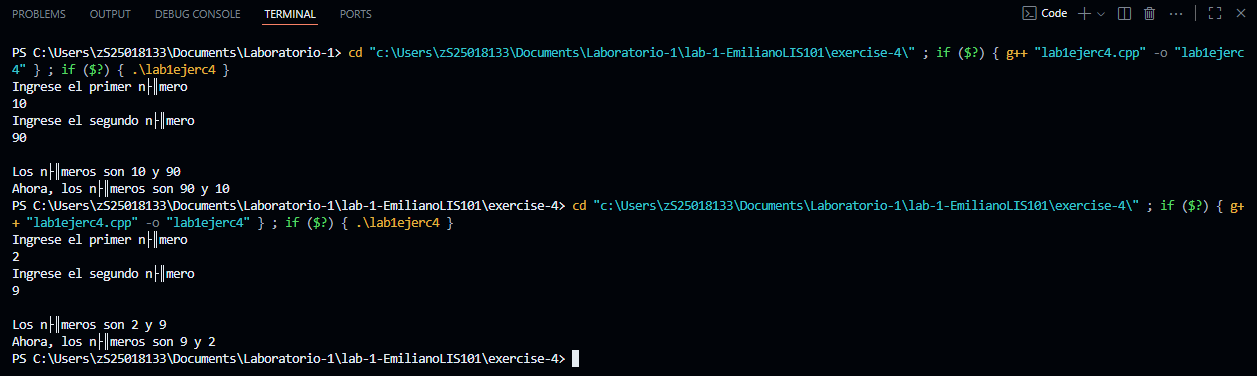 PROBLEMS OUTPUT DEBUG CONSOLE TERMINAL PORTS Code
PS C:\Users\zS25018133\Documents\Laboratorio-1> cd "c:\Users\zS25018133\Documents\Laboratorio-1\lab-1-EmilianoLIS101\exercise-4\" ; if ($?) { g++ "lab1ejerc4.cpp" -o "lab1ejerc
4" } ; if ($?) { .\lab1ejerc4 }
Ingrese el primer n├║mero
10
Ingrese el segundo n├║mero
90
Los n├║meros son 10 y 90
Ahora, los n├║meros son 90 y 10
PS C:\Users\zS25018133\Documents\Laboratorio-1\lab-1-EmilianoLIS101\exercise-4> cd "c:\Users\zS25018133\Documents\Laboratorio-1\lab-1-EmilianoLIS101\exercise-4\" ; if ($?) { g+
+ "lab1ejerc4.cpp" -o "lab1ejerc4" } ; if ($?) { .\lab1ejerc4 }
Ingrese el primer n├║mero
2
Ingrese el segundo n├║mero
9
Los n├║meros son 2 y 9
Ahora, los n├║meros son 9 y 2
PS C:\Users\zS25018133\Documents\Laboratorio-1\lab-1-EmilianoLIS101\exercise-4>